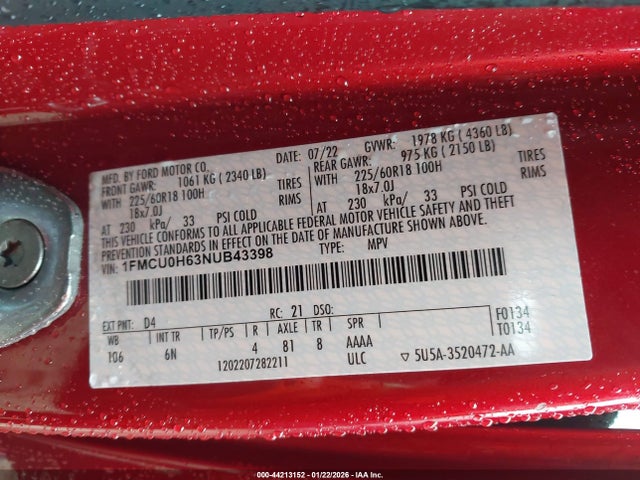 MFD. BY FORD MOTOR CO.
DATE: 07/22 GVWR: 1978 KG ( 4360 LB)
FRONT GAWR: 1061 KG ( 2340 LB) REAR GAWR: 975 KG ( 2150 LB)
WITH 225/60R18 100H TIRES WITH 225/60R18 100H TIRES
18x7.0J RIMS 18x7.0J RIMS
AT 230 kPa/ 33 PSI COLD AT 230 kPa/ 33 PSI COLD
THIS VEHICLE CONFORMS TO ALL APPLICABLE FEDERAL MOTOR VEHICLE SAFETY AND THEFT
PREVENTION STANDARDS IN EFFECT ON THE DATE OF MANUFACTURE SHOWN ABOVE.
VIN: 1FMCU0H63NUB43398 TYPE: MPV
EXT PNT: D4 RC: 21 DSO: F0134
T0134
WB INT TR TP/PS R AXLE TR SPR
106 6N 4 81 8 AAAA
1202207282211 ULC ▽ 5U5A-3520472-AA
000-44213152 - 01/22/2026 - IAA Inc.